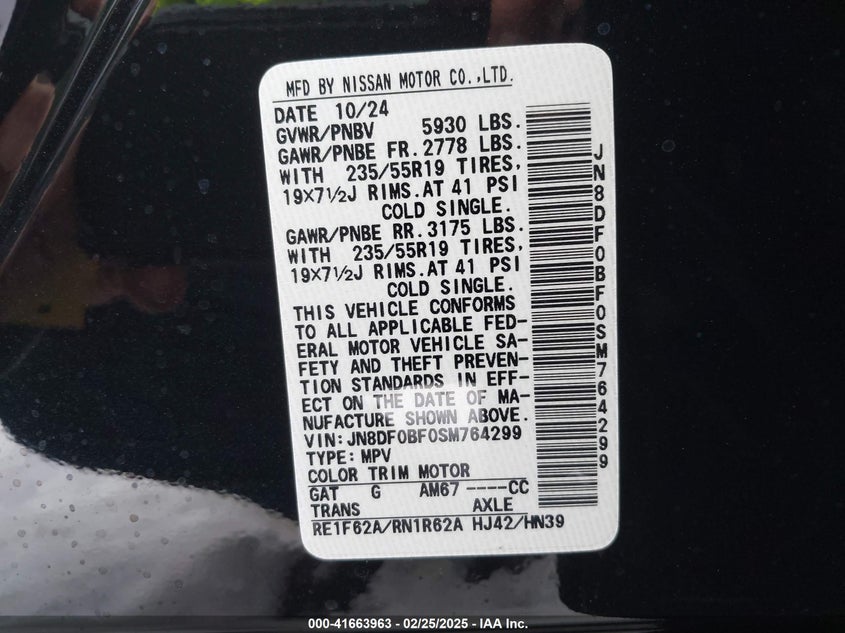 MFD BY NISSAN MOTOR CO.,LTD.
DATE 10/24
GVWR/PNBV 5930 LBS.
GAWR/PNBE FR.2778 LBS.
WITH 235/55R19 TIRES,
19X7½J RIMS.AT 41 PSI
COLD SINGLE.
GAWR/PNBE RR.3175 LBS.
WITH 235/55R19 TIRES,
19X7½J RIMS.AT 41 PSI
COLD SINGLE.
THIS VEHICLE CONFORMS
TO ALL APPLICABLE FED-
ERAL MOTOR VEHICLE SA-
FETY AND THEFT PREVEN-
TION STANDARDS IN EFF-
ECT ON THE DATE OF MA-
NUFACTURE SHOWN ABOVE.
VIN:JN8DF0BF0SM764299
TYPE:MPV
COLOR TRIM MOTOR
GAT G AM67 ----CC
TRANS AXLE
RE1F62A/RN1R62A HJ42/HN39
JN8DF0BF0SM764299
000-41663963 - 02/25/2025 - IAA Inc.